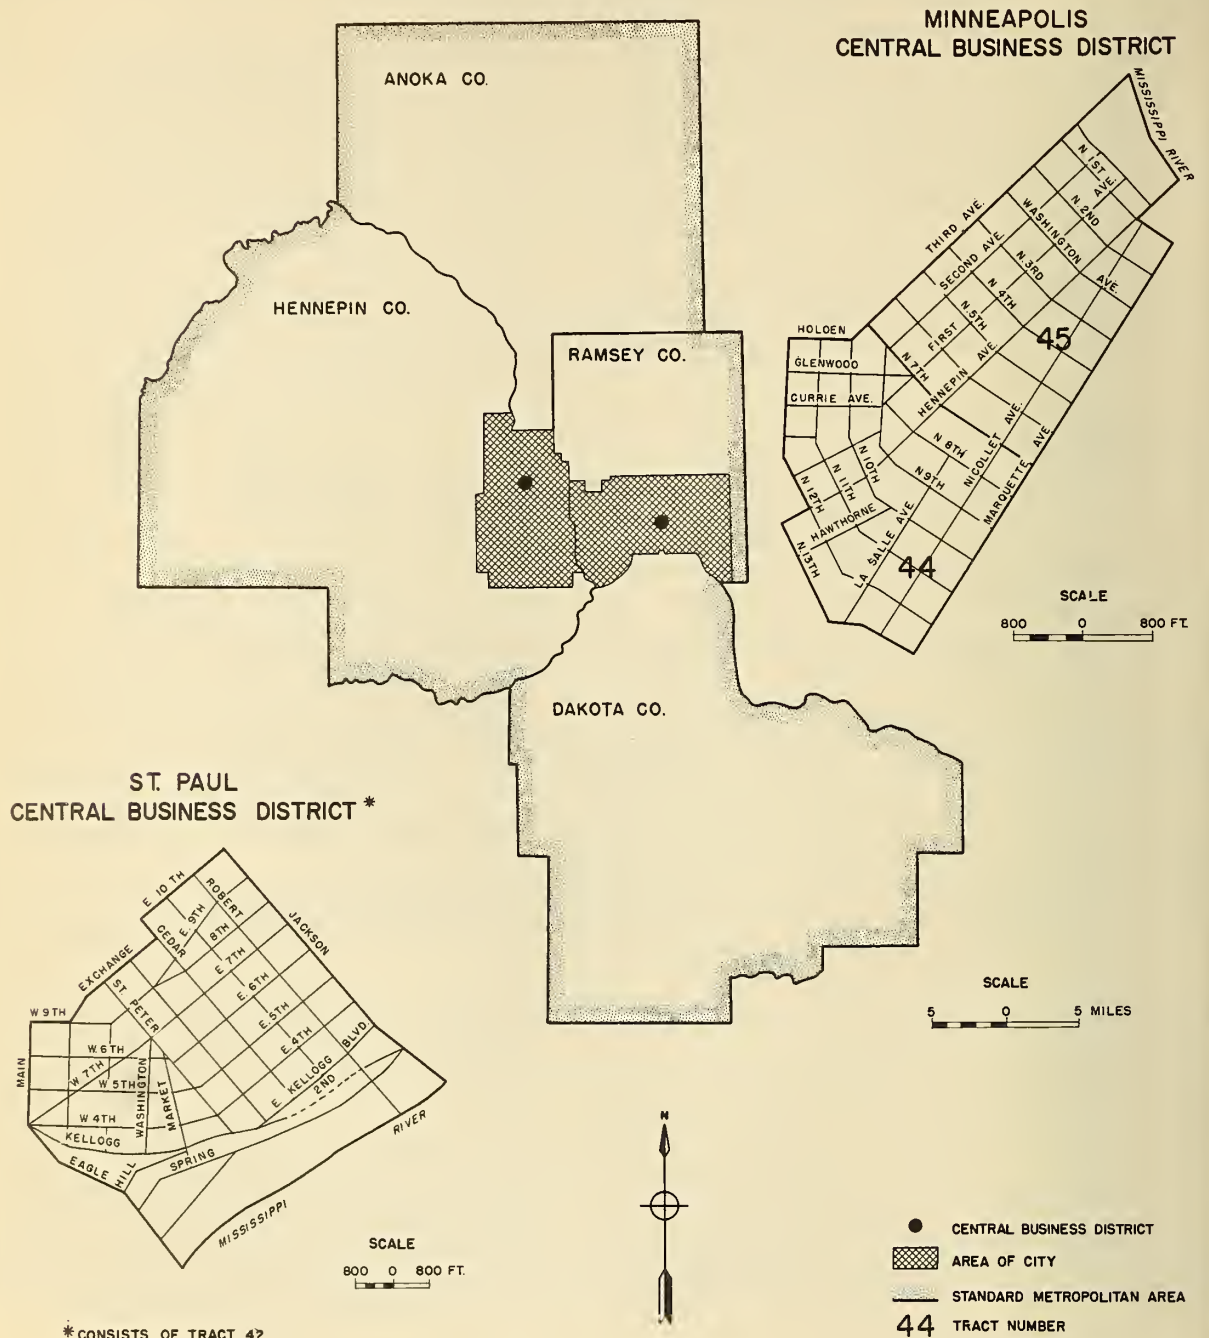 MINNEAPOLIS
CENTRAL BUSINESS DISTRICT
ANOKA CO.
HENNEPIN CO.
RAMSEY CO.
DAKOTA CO.
MISSISSIPPI RIVER
N. 1ST AVE.
N. 2ND
WASHINGTON AVE.
THIRD AVE.
SECOND AVE.
N. 3RD
N. 4TH
N. 5TH
FIRST
N. 7TH
HENNEPIN AVE.
45
HOLDEN
GLENWOOD
CURRIE AVE.
N. 8TH
N. 9TH
N. 10TH
N. 11TH
N. 12TH
N. 13TH
HAWTHORNE
LA SALLE AVE.
NICOLLET AVE.
MARQUETTE AVE.
44
SCALE
800 0 800 FT.
ST. PAUL
CENTRAL BUSINESS DISTRICT *
E 10 TH
ROBERT
E. 9TH
CEDAR
8TH
JACKSON
E. 7TH
E. 6TH
E. 5TH
E. 4TH
EXCHANGE
ST. PETER
W 9TH
W. 6TH
W 7TH
W 5TH
W 4TH
MAIN
WASHINGTON
MARKET
KELLOGG
E. KELLOGG BLVD.
2ND
EAGLE
HILL
SPRING
MISSISSIPPI RIVER
SCALE
800 0 800 FT.
* CONSISTS OF TRACT 42
SCALE
5 0 5 MILES
N
CENTRAL BUSINESS DISTRICT
AREA OF CITY
STANDARD METROPOLITAN AREA
44 TRACT NUMBER